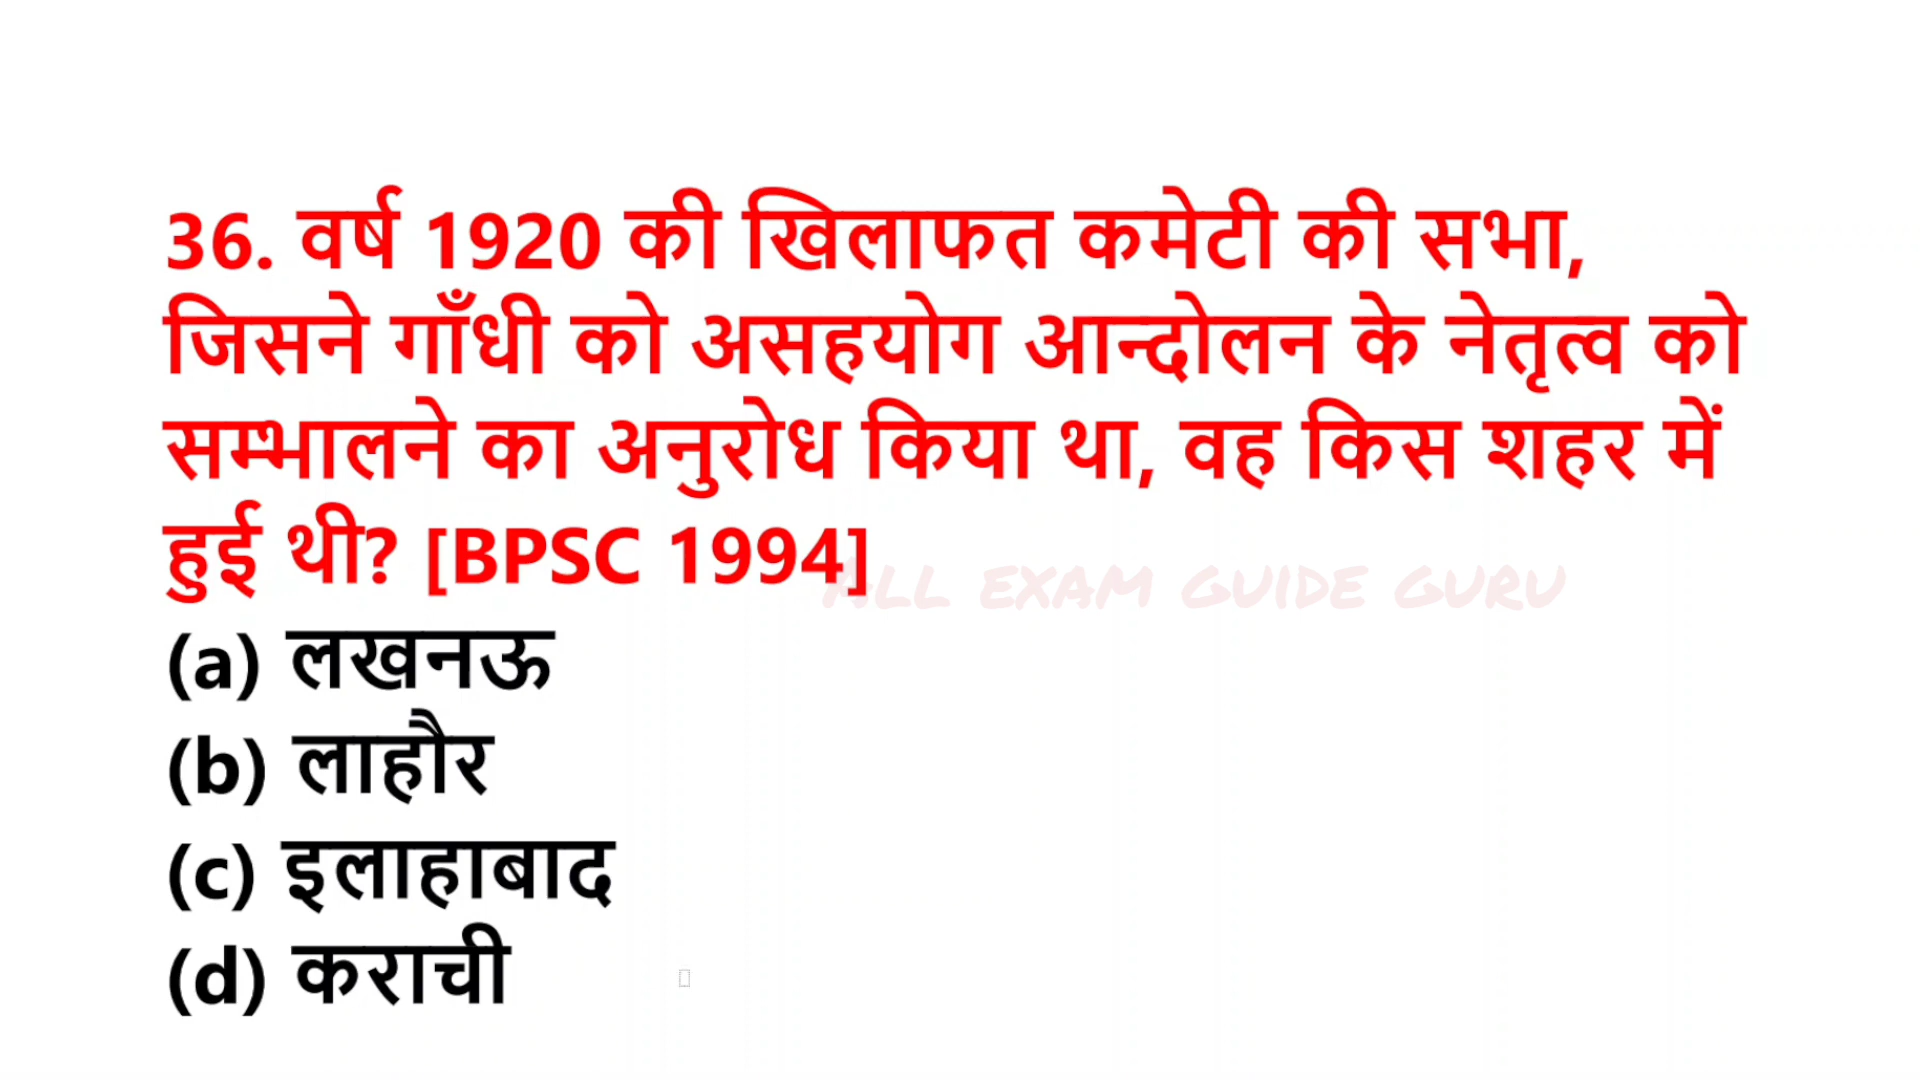 36. वर्ष 1920 की खिलाफत कमेटी की सभा,
जिसने गाँधी को असहयोग आन्दोलन के नेतृत्व को
सम्भालने का अनुरोध किया था, वह किस शहर में
हुई थी? [BPSC 1994]
ALL EXAM GUIDE GURU
(a) लखनऊ
(b) लाहौर
(c) इलाहाबाद
(d) कराची